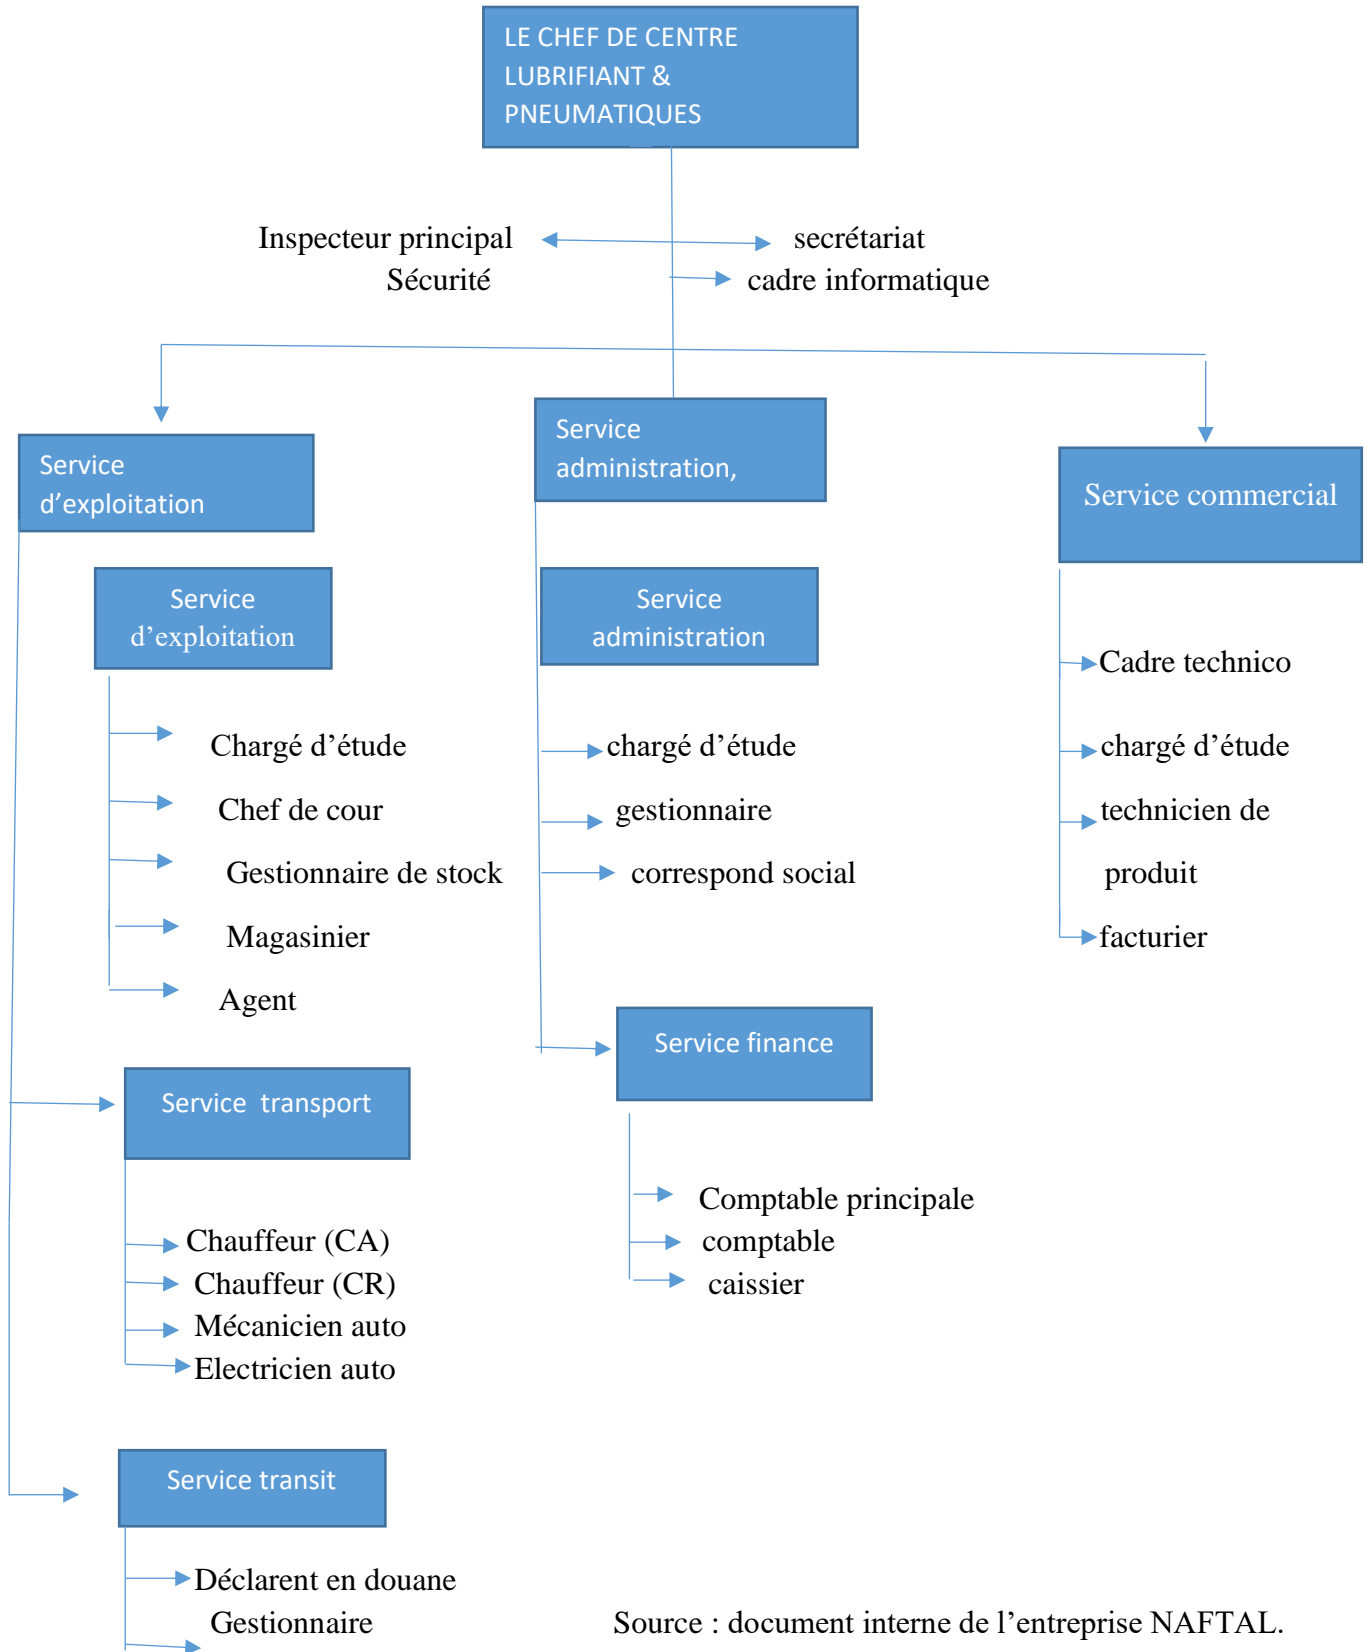 LE CHEF DE CENTRE
LUBRIFIANT &
PNEUMATIQUES
Inspecteur principal
Sécurité
secrétariat
cadre informatique
Service
d’exploitation
Service
administration,
Service commercial
Service
d’exploitation
Chargé d’étude
Chef de cour
Gestionnaire de stock
Magasinier
Agent
Service
administration
chargé d’étude
gestionnaire
correspond social
Cadre technico
chargé d’étude
technicien de
produit
facturier
Service finance
Comptable principale
comptable
caissier
Service transport
Chauffeur (CA)
Chauffeur (CR)
Mécanicien auto
Electricien auto
Service transit
Déclarent en douane
Gestionnaire
Source : document interne de l’entreprise NAFTAL.